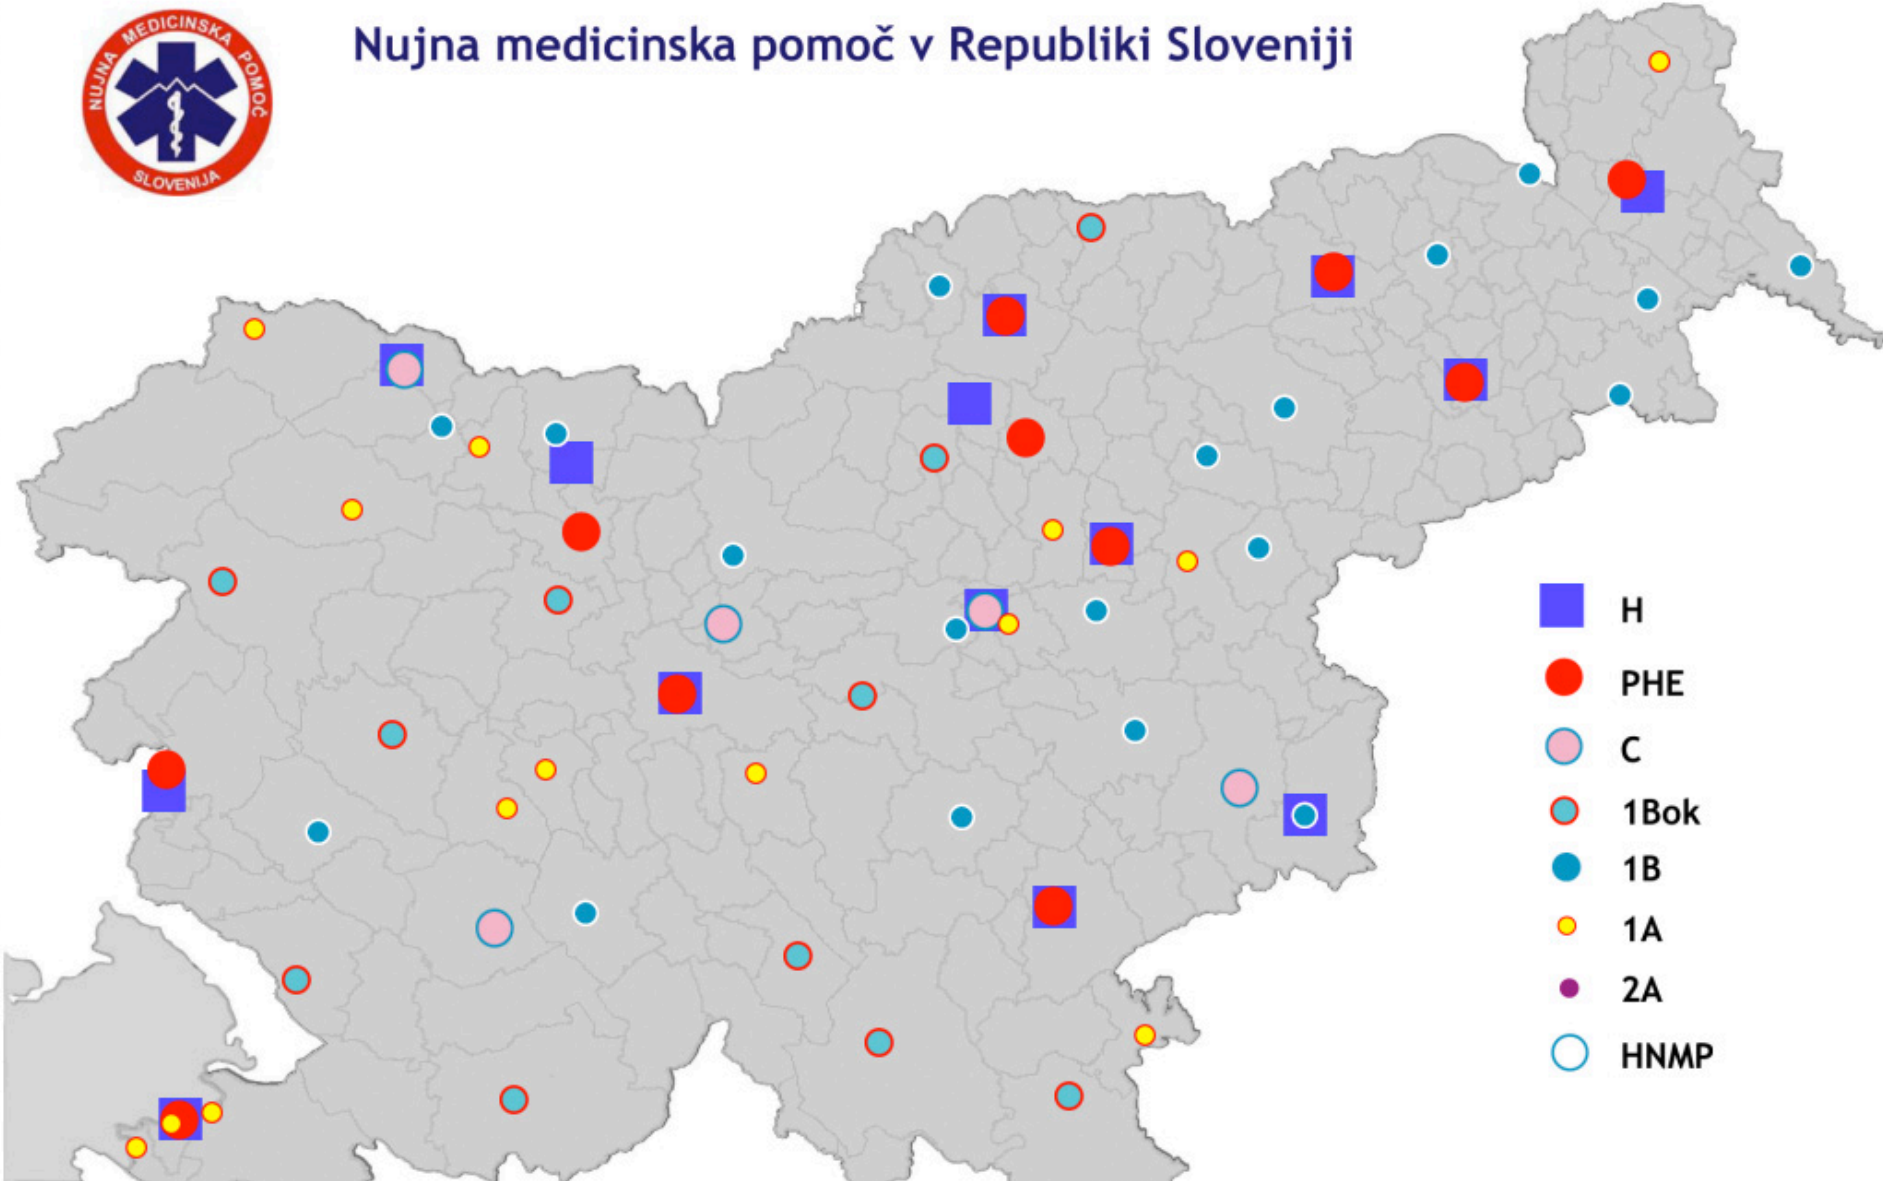 NUJNA MEDICINSKA POMOČ
SLOVENIJA
Nujna medicinska pomoč v Republiki Sloveniji
H
PHE
C
1Bok
1B
1A
2A
HNMP